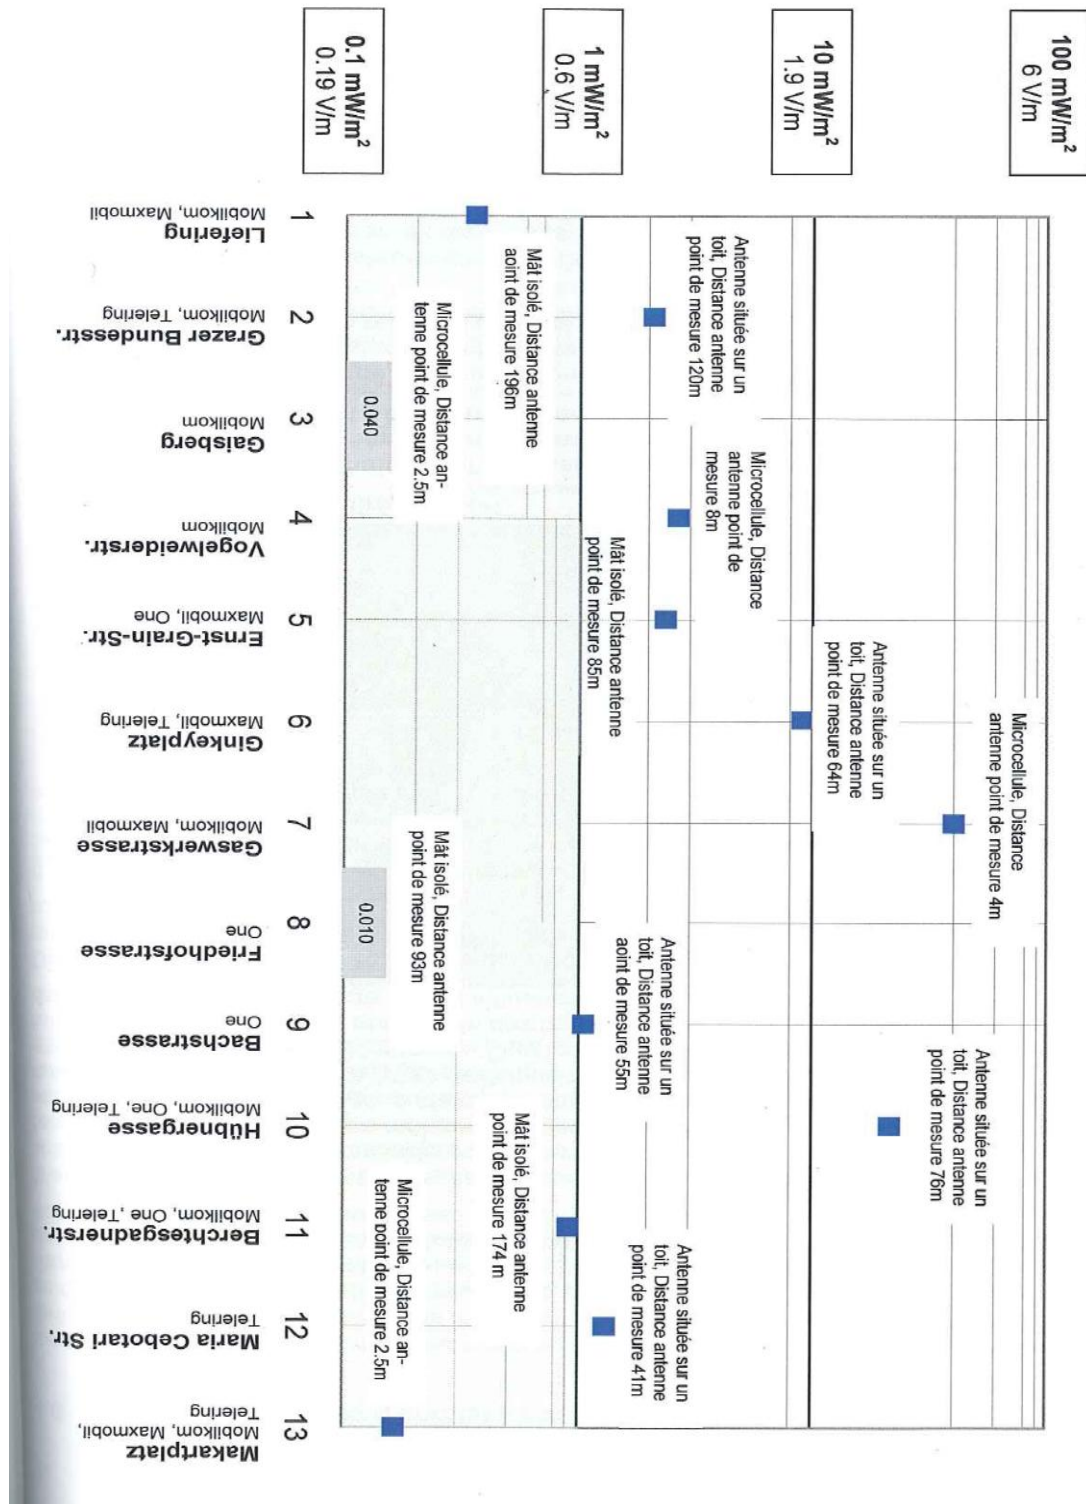 100 mW/m²
6 V/m
10 mW/m²
1.9 V/m
1 mW/m²
0.6 V/m
0.1 mW/m²
0.19 V/m
Mât isolé, Distance antenne
aoint de mesure 196m
Antenne située sur un
toit, Distance antenne
point de mesure 120m
Microcellule, Distance an-
tenne point de mesure 2.5m
0.040
Microcellule, Distance
antenne point de
mesure 8m
Mât isolé, Distance antenne
point de mesure 85m
Antenne située sur un
toit, Distance antenne
point de mesure 64m
Microcellule, Distance
antenne point de mesure 4m
Mât isolé, Distance antenne
point de mesure 93m
0.010
Antenne située sur un
toit, Distance antenne
aoint de mesure 55m
Antenne située sur un
toit, Distance antenne
point de mesure 76m
Mât isolé, Distance antenne
point de mesure 174 m
Antenne située sur un
toit, Distance antenne
point de mesure 41m
Microcellule, Distance an-
tenne point de mesure 2.5m
1
Liefering
Mobilkom, Maxmobil
2
Grazer Bundesstr.
Mobilkom, Telering
3
Gaisberg
Mobilkom
4
Vogelweiderstr.
Mobilkom
5
Ernst-Grain-Str.
Maxmobil, One
6
Ginkeyplatz
Maxmobil, Telering
7
Gaswerkstrasse
Mobilkom, Maxmobil
8
Friedhofstrasse
One
9
Bachstrasse
One
10
Hübnergasse
Mobilkom, One, Telering
11
Berchtesgadnerstr.
Mobilkom, One ,Telering
12
Maria Cebotari Str.
Telering
13
Makartplatz
Mobilkom, Maxmobil,
Telering